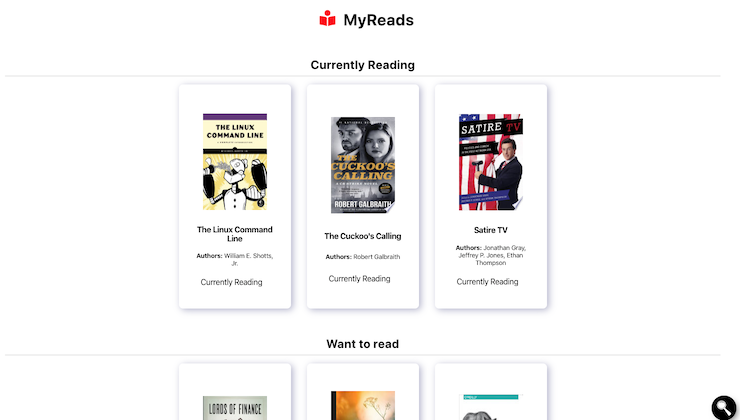 MyReads
Currently Reading
THE LINUX
COMMAND LINE
The Linux Command
Line
Authors: William E. Shotts,
Jr.
Currently Reading
THE
CUCKOO'S
CALLING
ROBERT GALBRAITH
The Cuckoo's Calling
Authors: Robert Galbraith
Currently Reading
SATIRE TV
Satire TV
Authors: Jonathan Gray,
Jeffrey P. Jones, Ethan
Thompson
Currently Reading
Want to read
LORDS OF FINANCE